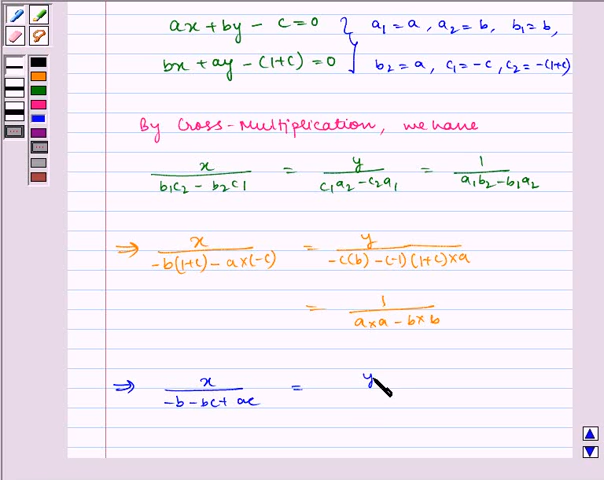 ax + by - c = 0 } a₁ = a, a₂ = b, b₁ = b,
bx + ay - (1+c) = 0 } b₂ = a, c₁ = -c, c₂ = -(1+c)
By Cross-Multiplication, we have
x/(b₁c₂ - b₂c₁) = y/(c₁a₂ - c₂a₁) = 1/(a₁b₂ - b₁a₂)
⇒ x/(-b(1+c) - a×(-c)) = y/(-c(b) - (-1)(1+c)×a)
= 1/(a×a - b×b)
⇒ x/(-b - bc + ac) = y